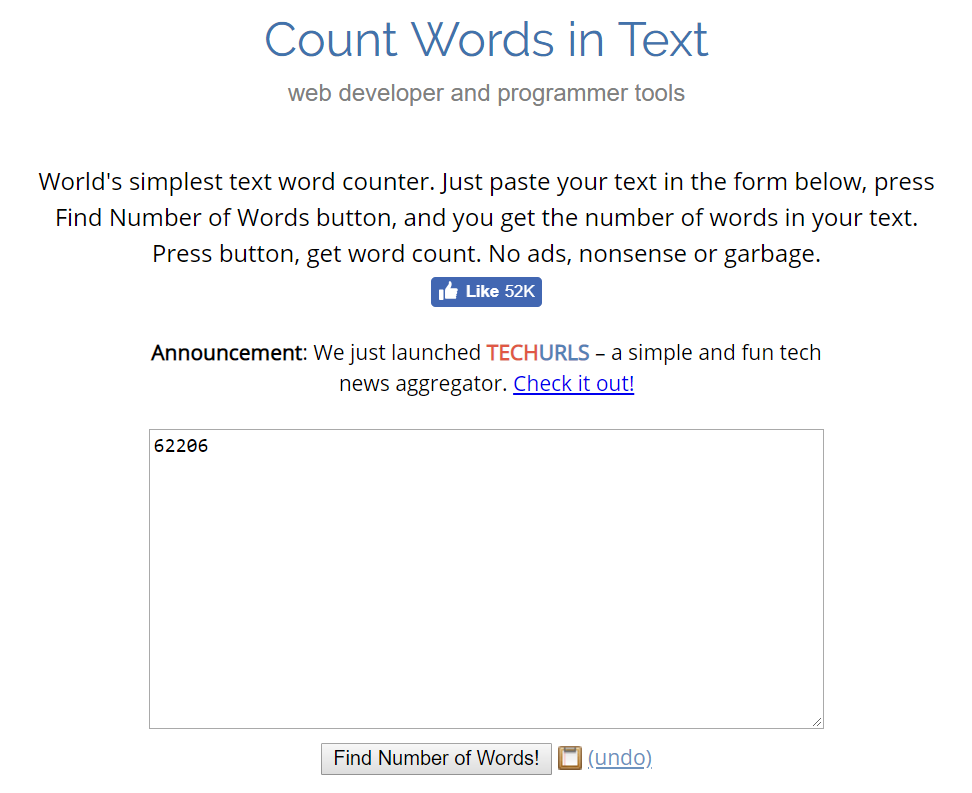 Count Words in Text
web developer and programmer tools
World's simplest text word counter. Just paste your text in the form below, press
Find Number of Words button, and you get the number of words in your text.
Press button, get word count. No ads, nonsense or garbage.
Like 52K
Announcement: We just launched TECHURLS – a simple and fun tech
news aggregator. Check it out!
62206
Find Number of Words! (undo)